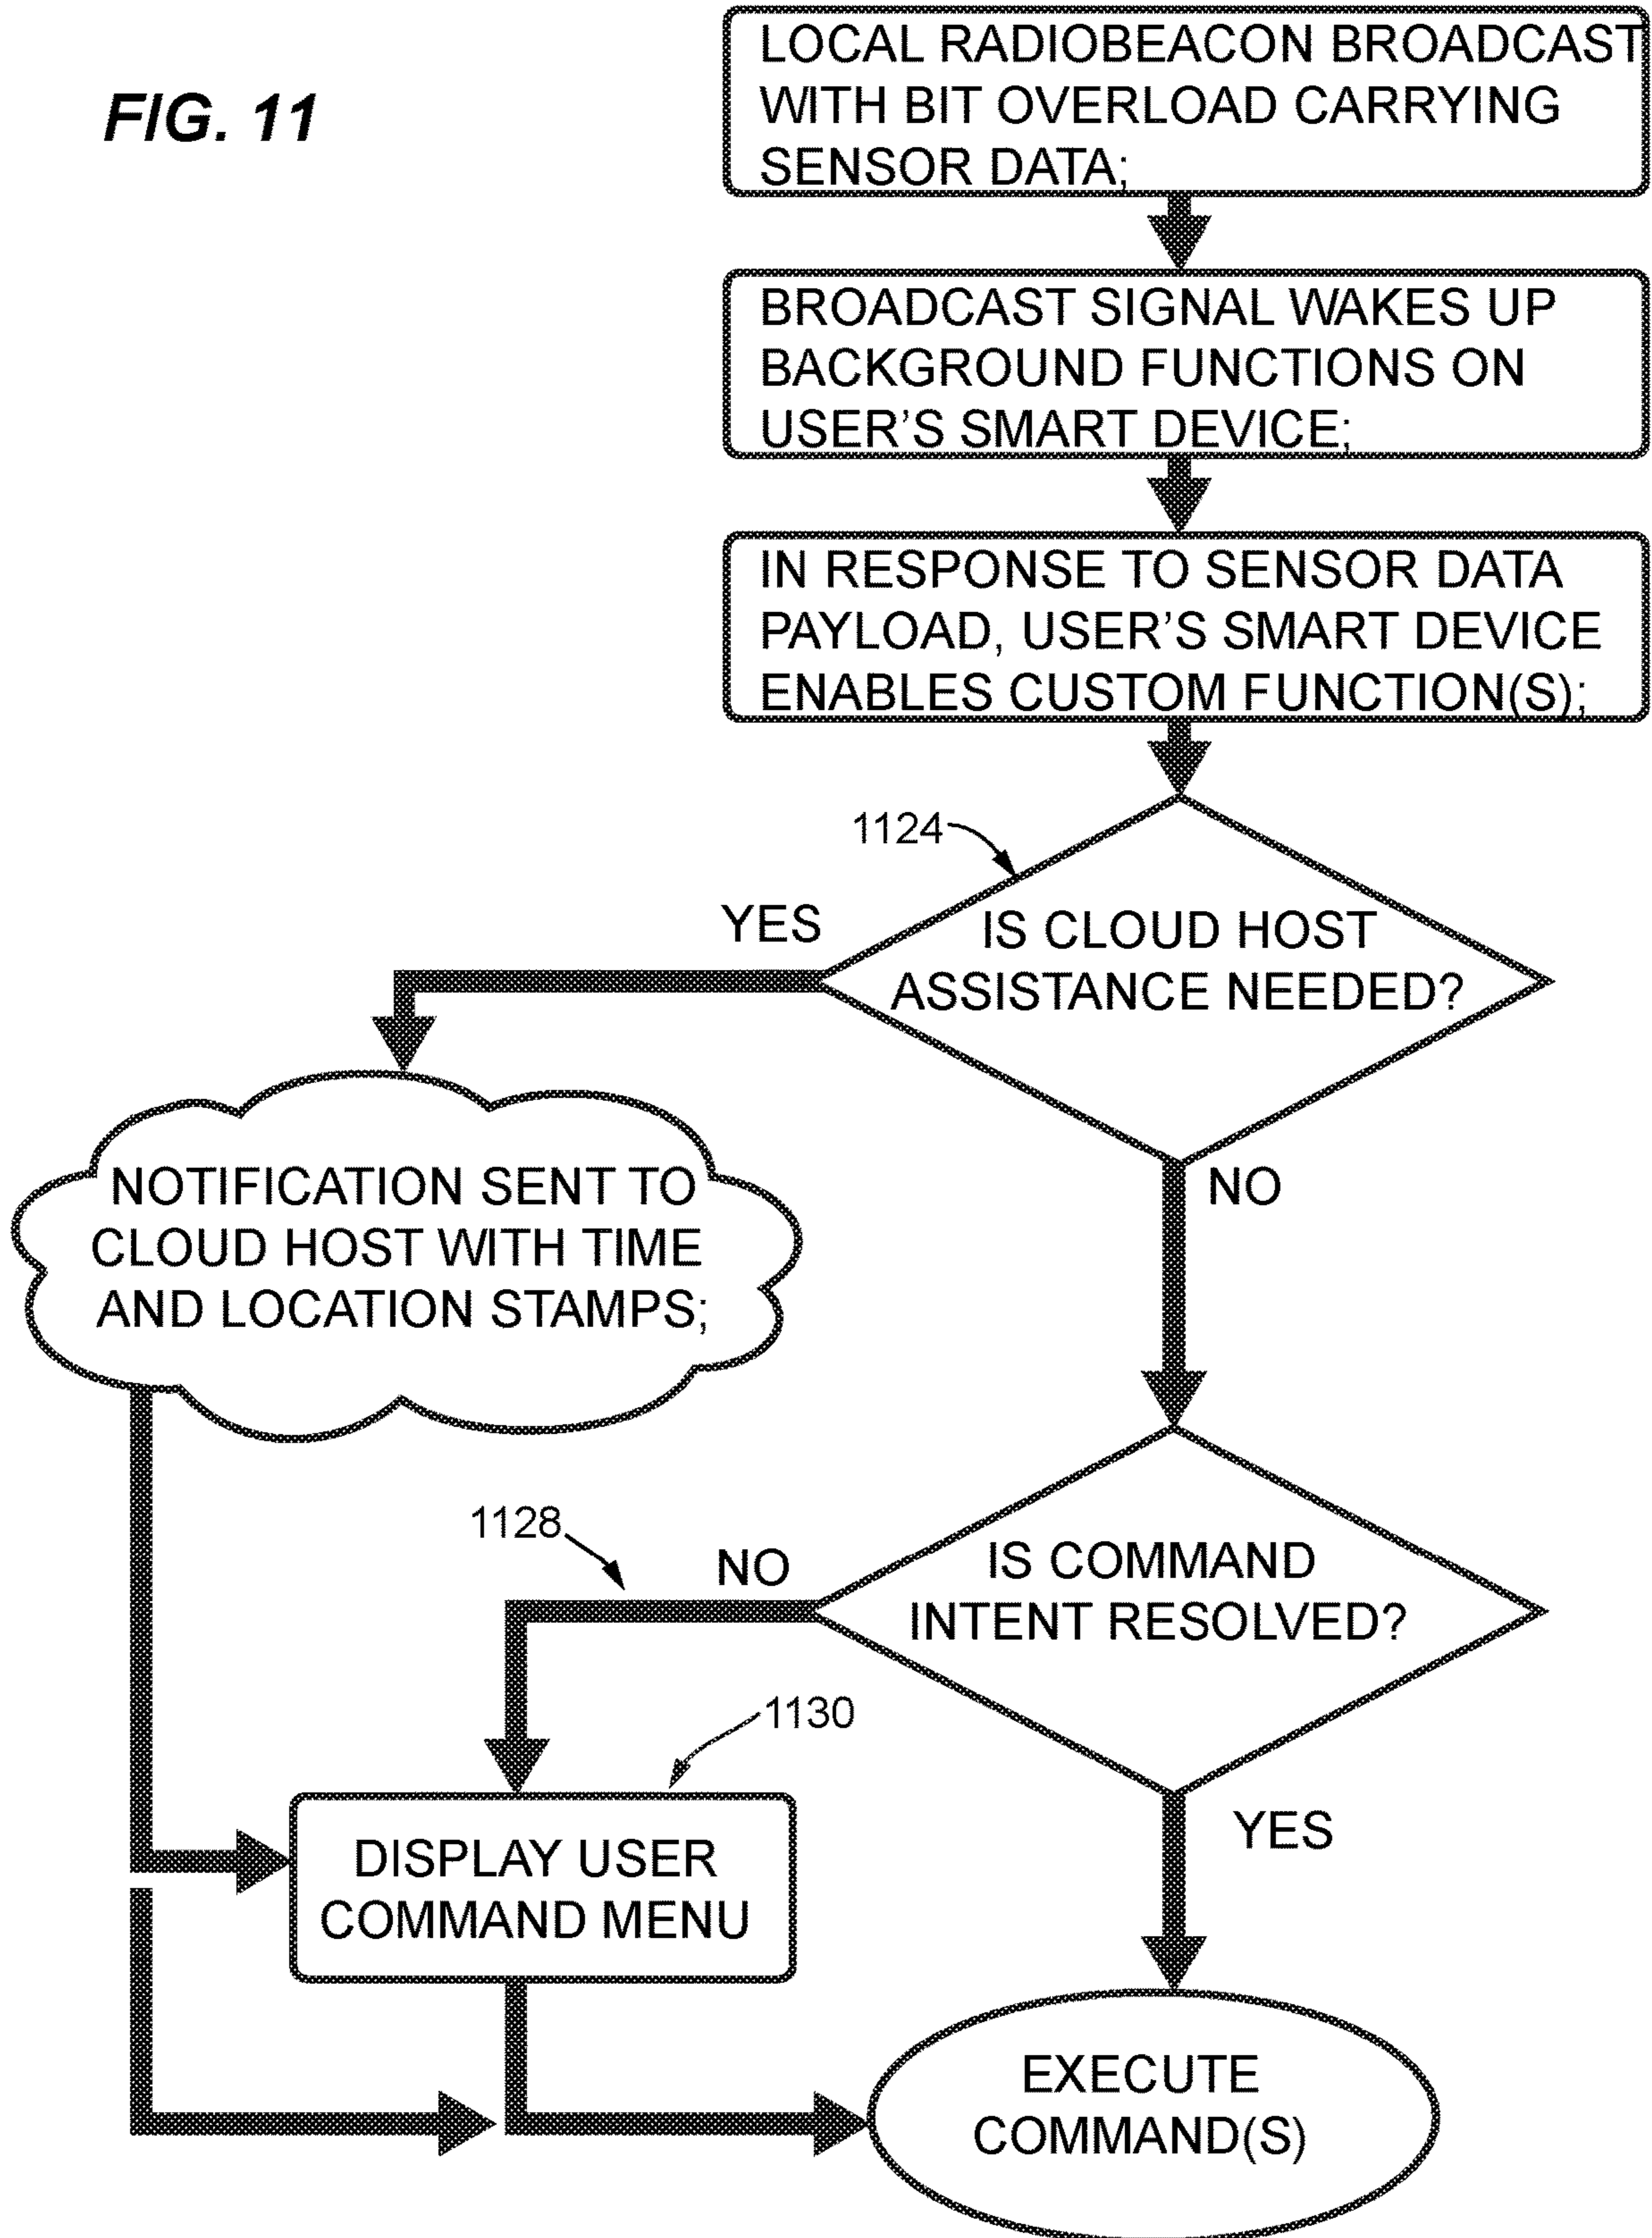 FIG. 11
LOCAL RADIOBEACON BROADCAST
WITH BIT OVERLOAD CARRYING
SENSOR DATA;
BROADCAST SIGNAL WAKES UP
BACKGROUND FUNCTIONS ON
USER'S SMART DEVICE;
IN RESPONSE TO SENSOR DATA
PAYLOAD, USER'S SMART DEVICE
ENABLES CUSTOM FUNCTION(S);
1124
YES
IS CLOUD HOST
ASSISTANCE NEEDED?
NO
NOTIFICATION SENT TO
CLOUD HOST WITH TIME
AND LOCATION STAMPS;
1128
NO
IS COMMAND
INTENT RESOLVED?
1130
YES
DISPLAY USER
COMMAND MENU
EXECUTE
COMMAND(S)